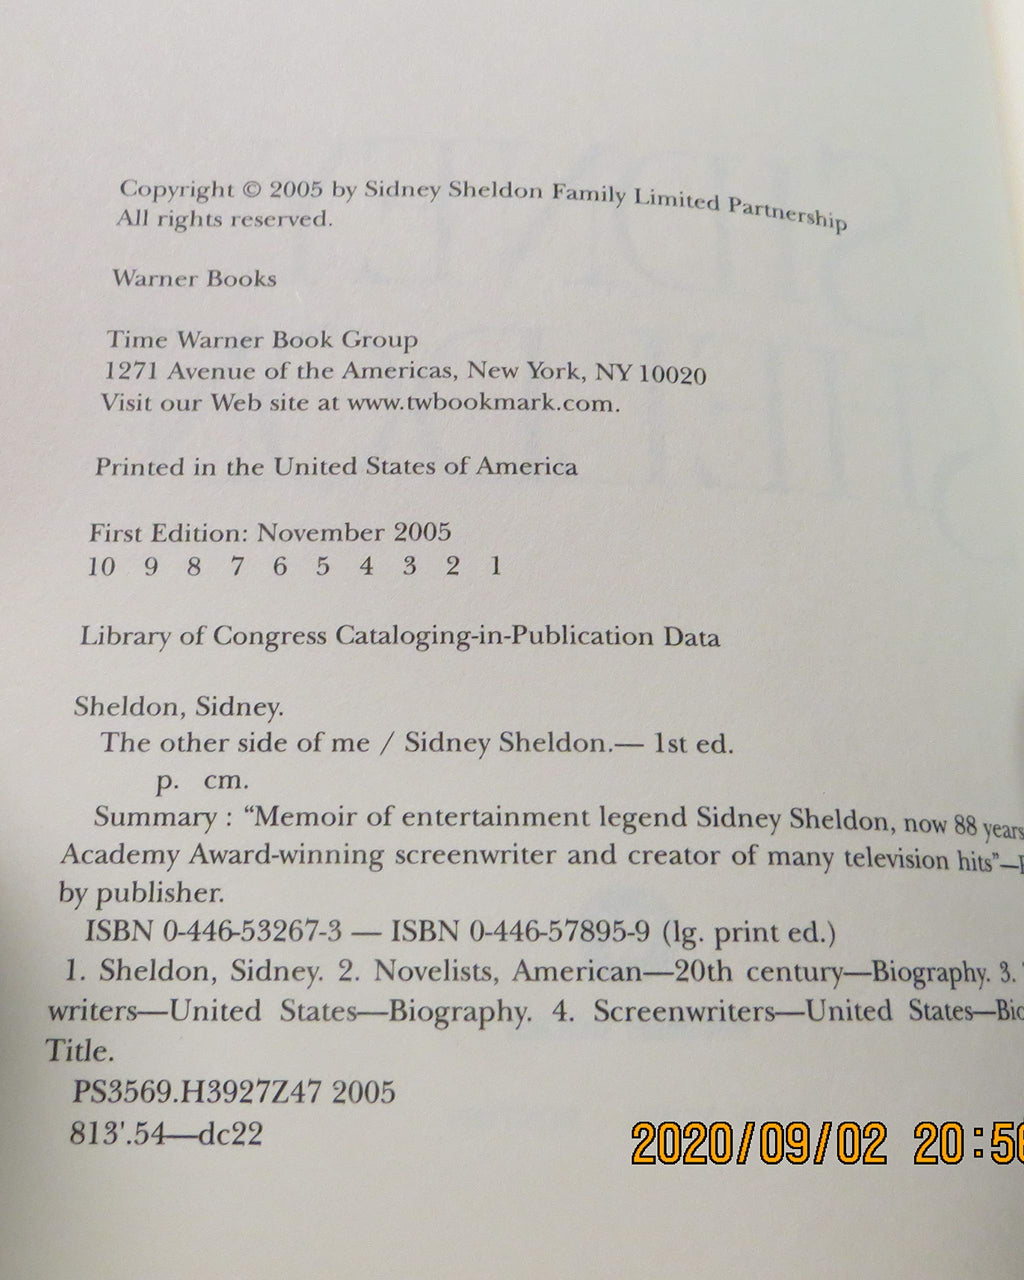 Copyright © 2005 by Sidney Sheldon Family Limited Partnership
All rights reserved.
Warner Books
Time Warner Book Group
1271 Avenue of the Americas, New York, NY 10020
Visit our Web site at www.twbookmark.com.
Printed in the United States of America
First Edition: November 2005
10 9 8 7 6 5 4 3 2 1
Library of Congress Cataloging-in-Publication Data
Sheldon, Sidney.
The other side of me / Sidney Sheldon.— 1st ed.
p. cm.
Summary : “Memoir of entertainment legend Sidney Sheldon, now 88 years
Academy Award-winning screenwriter and creator of many television hits”—
by publisher.
ISBN 0-446-53267-3 — ISBN 0-446-57895-9 (lg. print ed.)
1. Sheldon, Sidney. 2. Novelists, American—20th century—Biography. 3.
writers—United States—Biography. 4. Screenwriters—United States—
Title.
PS3569.H3927Z47 2005
813'.54—dc22
2020/09/02